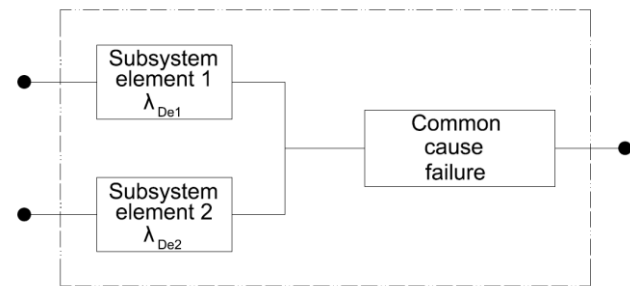 Subsystem
element 1
λDe1
Subsystem
element 2
λDe2
Common
cause
failure